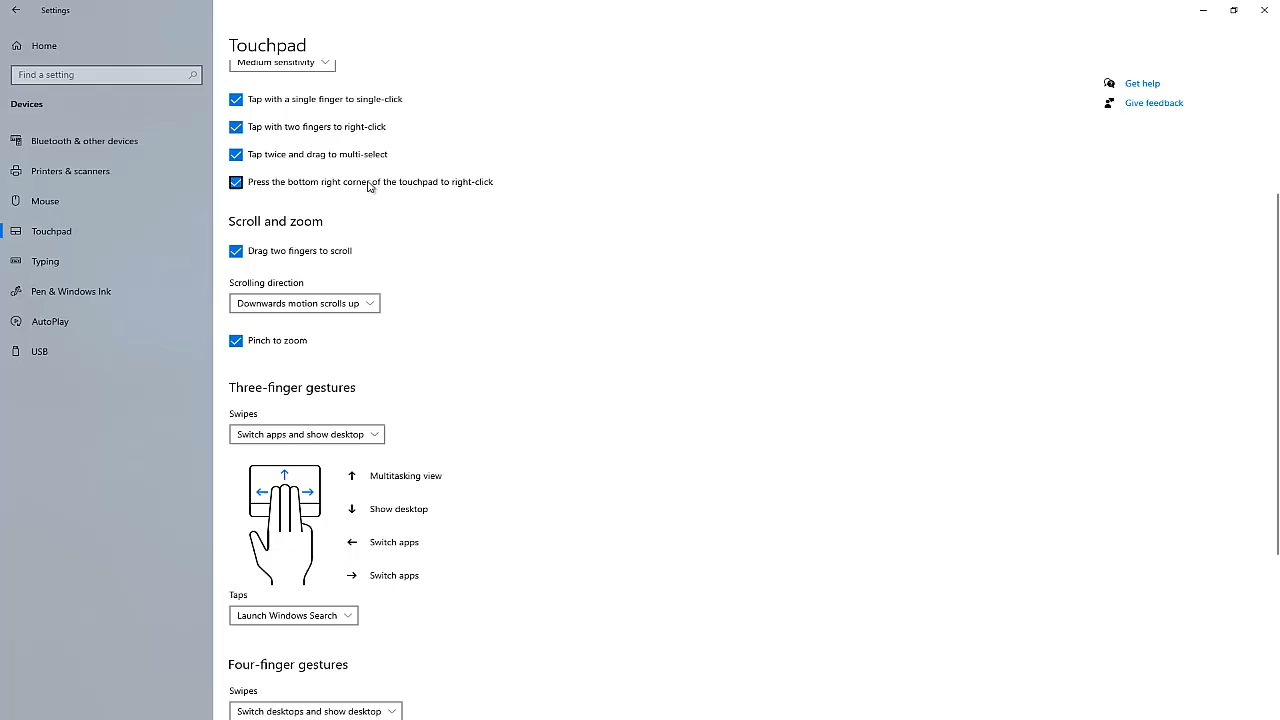 Settings
Home
Find a setting
Devices
Bluetooth & other devices
Printers & scanners
Mouse
Touchpad
Typing
Pen & Windows Ink
AutoPlay
USB
Touchpad
Medium sensitivity
Tap with a single finger to single-click
Tap with two fingers to right-click
Tap twice and drag to multi-select
Press the bottom right corner of the touchpad to right-click
Scroll and zoom
Drag two fingers to scroll
Scrolling direction
Downwards motion scrolls up
Pinch to zoom
Three-finger gestures
Swipes
Switch apps and show desktop
Multitasking view
Show desktop
Switch apps
Switch apps
Taps
Launch Windows Search
Four-finger gestures
Swipes
Switch desktops and show desktop
Get help
Give feedback